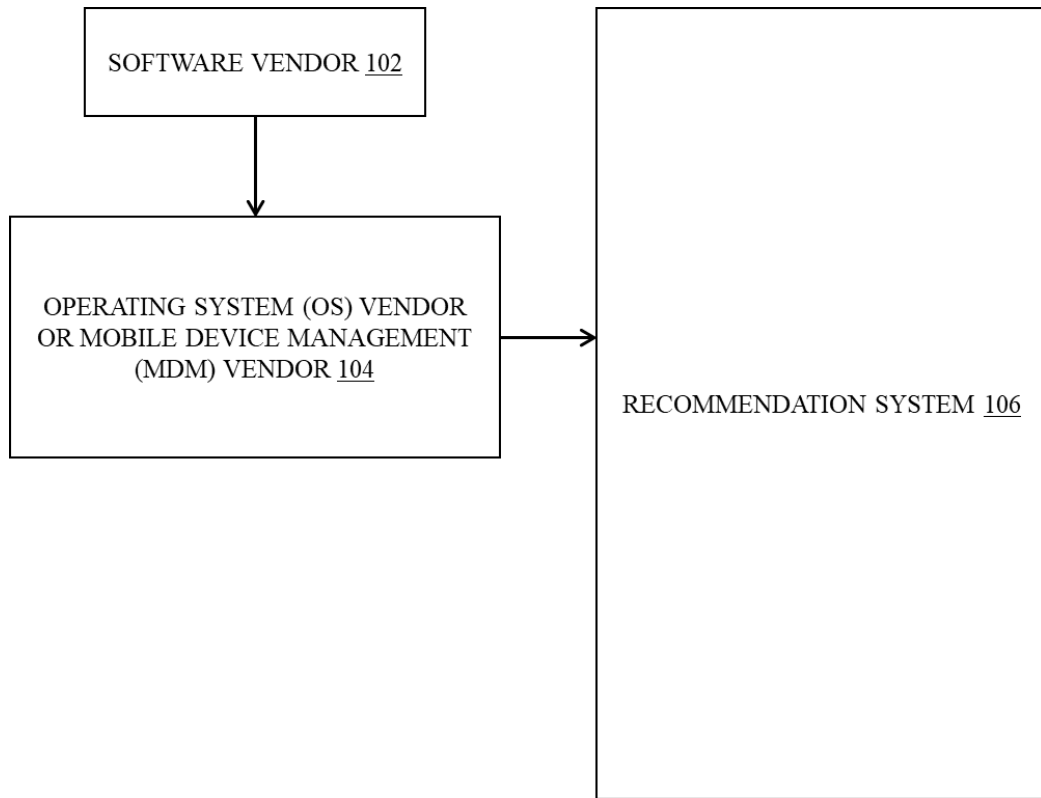 SOFTWARE VENDOR 102
OPERATING SYSTEM (OS) VENDOR
OR MOBILE DEVICE MANAGEMENT
(MDM) VENDOR 104
RECOMMENDATION SYSTEM 106